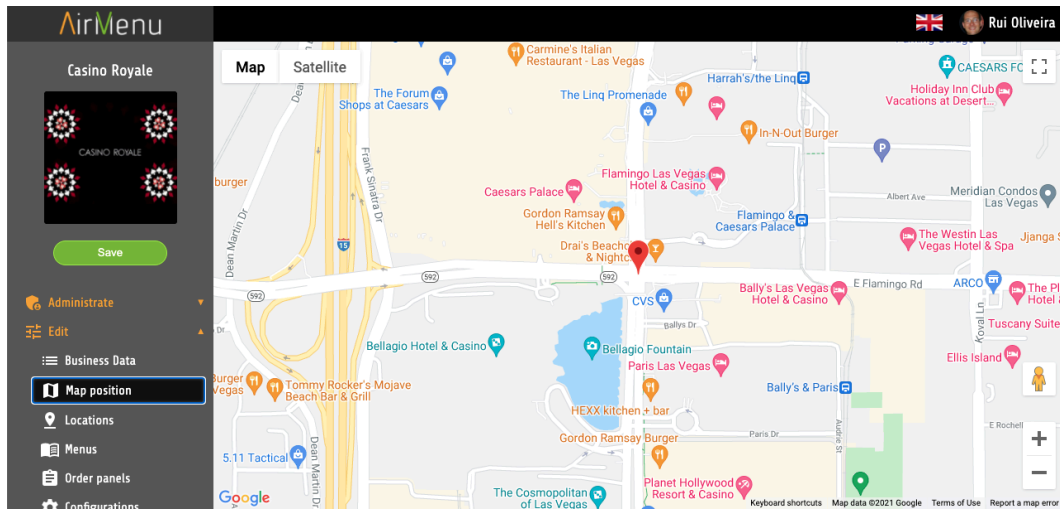 AirMenu
Rui Oliveira
Casino Royale
CASINO ROYALE
Save
Administrate
Edit
Business Data
Map position
Locations
Menus
Order panels
Configurations
Map
Satellite
Carmine's Italian
Restaurant - Las Vegas
The Forum
Shops at Caesars
The Linq Promenade
Harrah's/the Linq
CAESARS FO
Holiday Inn Club
Vacations at Desert...
In-N-Out Burger
P
Frank Sinatra Dr
burger
Caesars Palace
Flamingo Las Vegas
Hotel & Casino
Albert Ave
Meridian Condos
Las Vegas
Gordon Ramsay
Hell's Kitchen
Flamingo &
Caesars Palace
Drai's Beachc
& Nightc
The Westin Las
Vegas Hotel & Spa
Jjanga S
Dean Martin Dr
15
592
592
592
CVS
Bally's Las Vegas
Hotel & Casino
E Flamingo Rd
ARCO
The Pl
Hotel
Koval Ln
Tuscany Suite
Ballys Dr
Bellagio Hotel & Casino
Bellagio Fountain
Paris Las Vegas
Ellis Island
Burger
Vegas
Tommy Rocker's Mojave
Beach Bar & Grill
Bally's & Paris
HEXX kitchen + bar
Audrie St
E Rochell
Gordon Ramsay Burger
Paris Dr
5.11 Tactical
Dean Martin Dr
Planet Hollywood
Resort & Casino
The Cosmopolitan
of Las Vegas
Google
Keyboard shortcuts
Map data ©2021 Google
Terms of Use
Report a map error